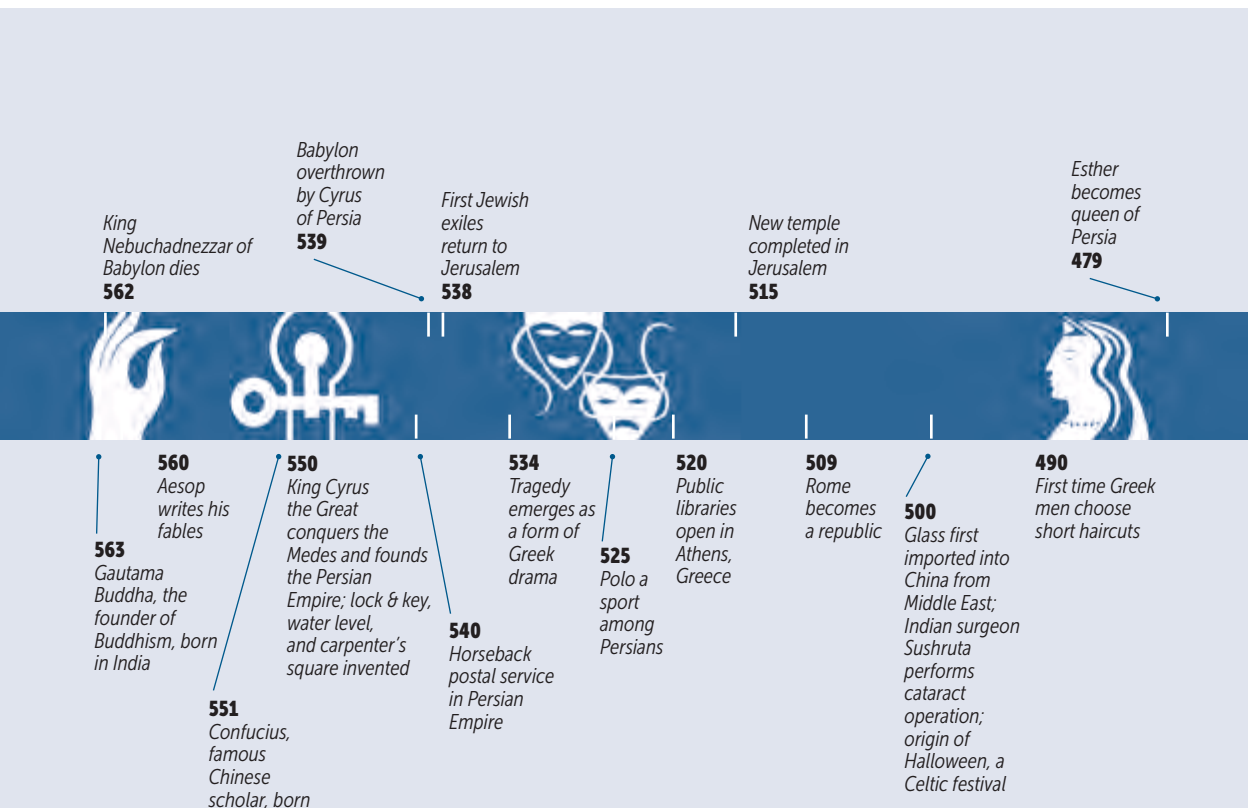 Babylon
overthrown
by Cyrus
of Persia
539
King
Nebuchadnezzar of
Babylon dies
562
First Jewish
exiles
return to
Jerusalem
538
New temple
completed in
Jerusalem
515
Esther
becomes
queen of
Persia
479
563
Gautama
Buddha, the
founder of
Buddhism, born
in India
560
Aesop
writes his
fables
551
Confucius,
famous
Chinese
scholar, born
550
King Cyrus
the Great
conquers the
Medes and founds
the Persian
Empire; lock & key,
water level,
and carpenter's
square invented
540
Horseback
postal service
in Persian
Empire
534
Tragedy
emerges as
a form of
Greek
drama
525
Polo a
sport
among
Persians
520
Public
libraries
open in
Athens,
Greece
509
Rome
becomes
a republic
500
Glass first
imported into
China from
Middle East;
Indian surgeon
Sushruta
performs
cataract
operation;
origin of
Halloween, a
Celtic festival
490
First time Greek
men choose
short haircuts